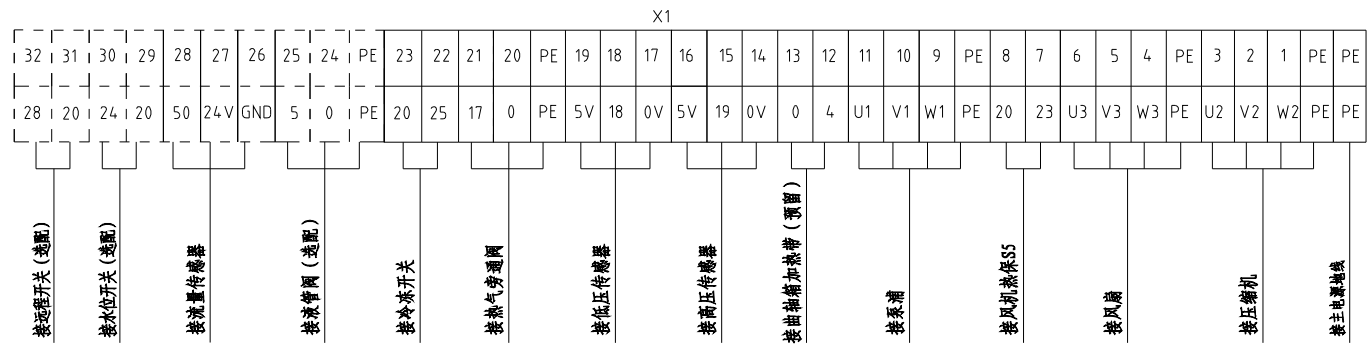 X1
32 31 30 29 28 27 26 25 24 PE 23 22 21 20 PE 19 18 17 16 15 14 13 12 11 10 9 PE 8 7 6 5 4 PE 3 2 1 PE PE
28 20 24 20 50 24V GND 5 0 PE 20 25 17 0 PE 5V 18 0V 5V 19 0V 0 4 U1 V1 W1 PE 20 23 U3 V3 W3 PE U2 V2 W2 PE PE
接远程开关(选配)
接水位开关(选配)
接流量传感器
接液管阀(选配)
接冷冻开关
接热气旁通阀
接低压传感器
接高压传感器
接曲轴箱加热带(预留)
接泵浦
接风机热保S5
接风扇
接压缩机
接主电源地线